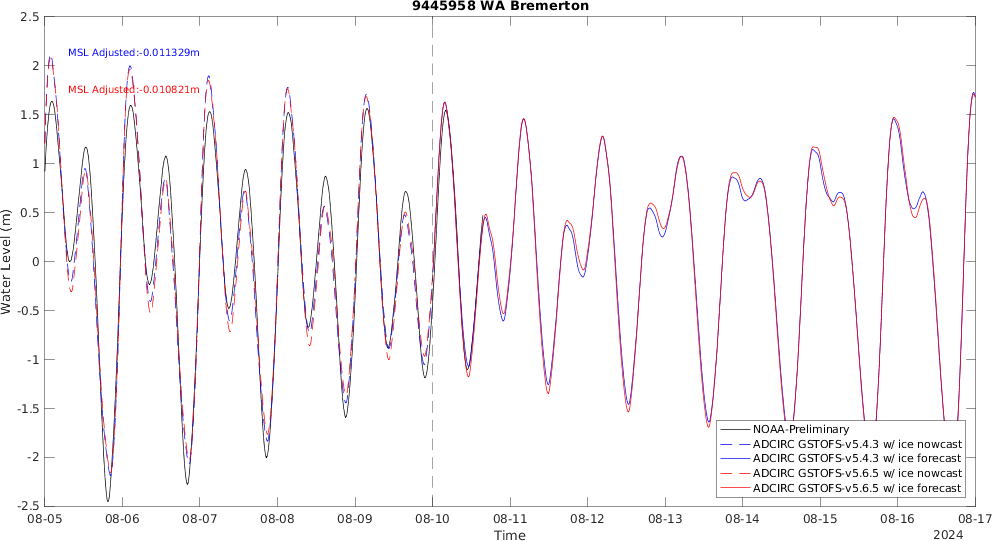 9445958 WA Bremerton
2.5
2
1.5
1
0.5
0
-0.5
-1
-1.5
-2
-2.5
Water Level (m)
MSL Adjusted:-0.011329m
MSL Adjusted:-0.010821m
NOAA-Preliminary
ADCIRC GSTOFS-v5.4.3 w/ ice nowcast
ADCIRC GSTOFS-v5.4.3 w/ ice forecast
ADCIRC GSTOFS-v5.6.5 w/ ice nowcast
ADCIRC GSTOFS-v5.6.5 w/ ice forecast
08-05 08-06 08-07 08-08 08-09 08-10 08-11 08-12 08-13 08-14 08-15 08-16 08-17
Time
2024